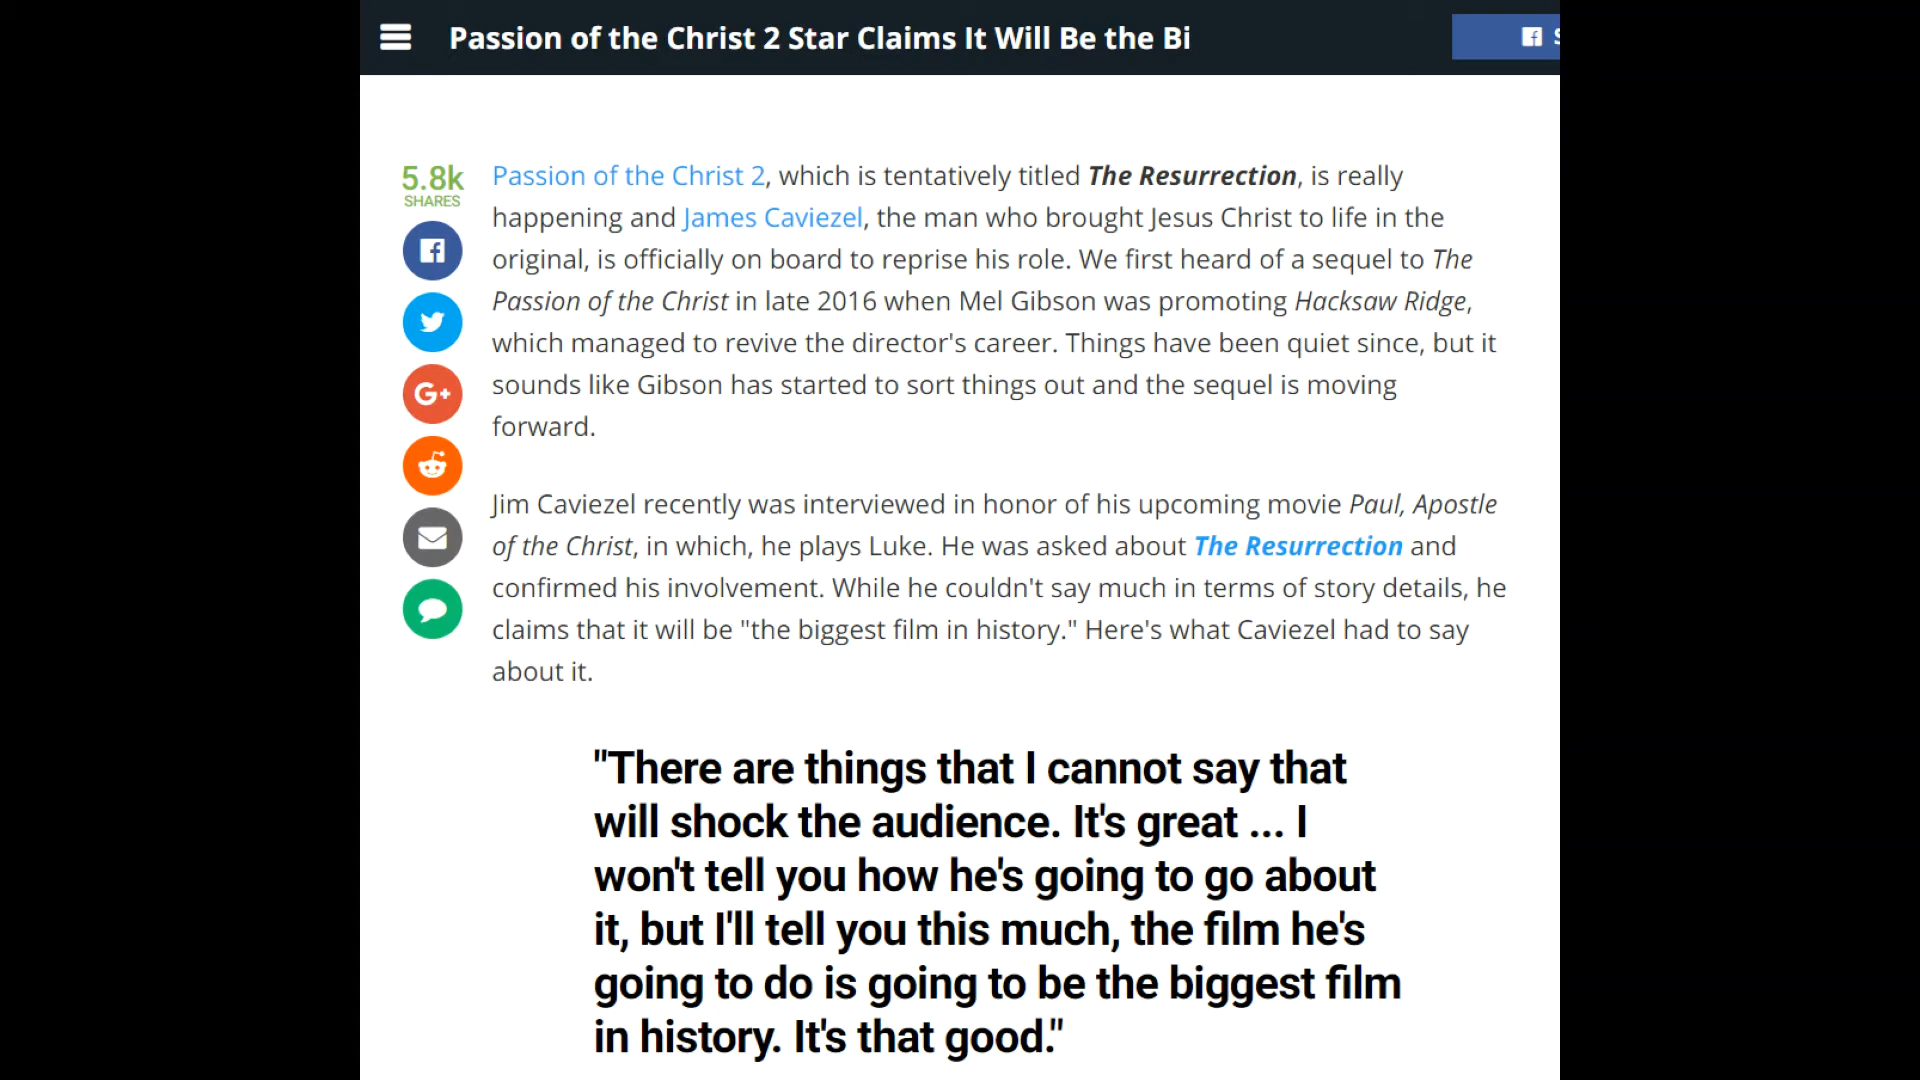 Passion of the Christ 2 Star Claims It Will Be the Bi
5.8k
SHARES
Passion of the Christ 2, which is tentatively titled The Resurrection, is really
happening and James Caviezel, the man who brought Jesus Christ to life in the
original, is officially on board to reprise his role. We first heard of a sequel to The
Passion of the Christ in late 2016 when Mel Gibson was promoting Hacksaw Ridge,
which managed to revive the director's career. Things have been quiet since, but it
sounds like Gibson has started to sort things out and the sequel is moving
forward.
Jim Caviezel recently was interviewed in honor of his upcoming movie Paul, Apostle
of the Christ, in which, he plays Luke. He was asked about The Resurrection and
confirmed his involvement. While he couldn't say much in terms of story details, he
claims that it will be "the biggest film in history." Here's what Caviezel had to say
about it.
"There are things that I cannot say that
will shock the audience. It's great ... I
won't tell you how he's going to go about
it, but I'll tell you this much, the film he's
going to do is going to be the biggest film
in history. It's that good."